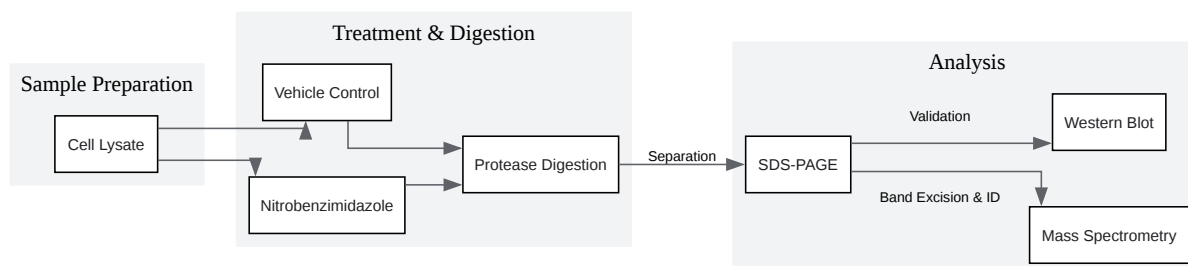 Sample Preparation
Cell Lysate
Treatment & Digestion
Vehicle Control
Nitrobenzimidazole
Protease Digestion
Separation
Analysis
SDS-PAGE
Validation
Western Blot
Band Excision & ID
Mass Spectrometry